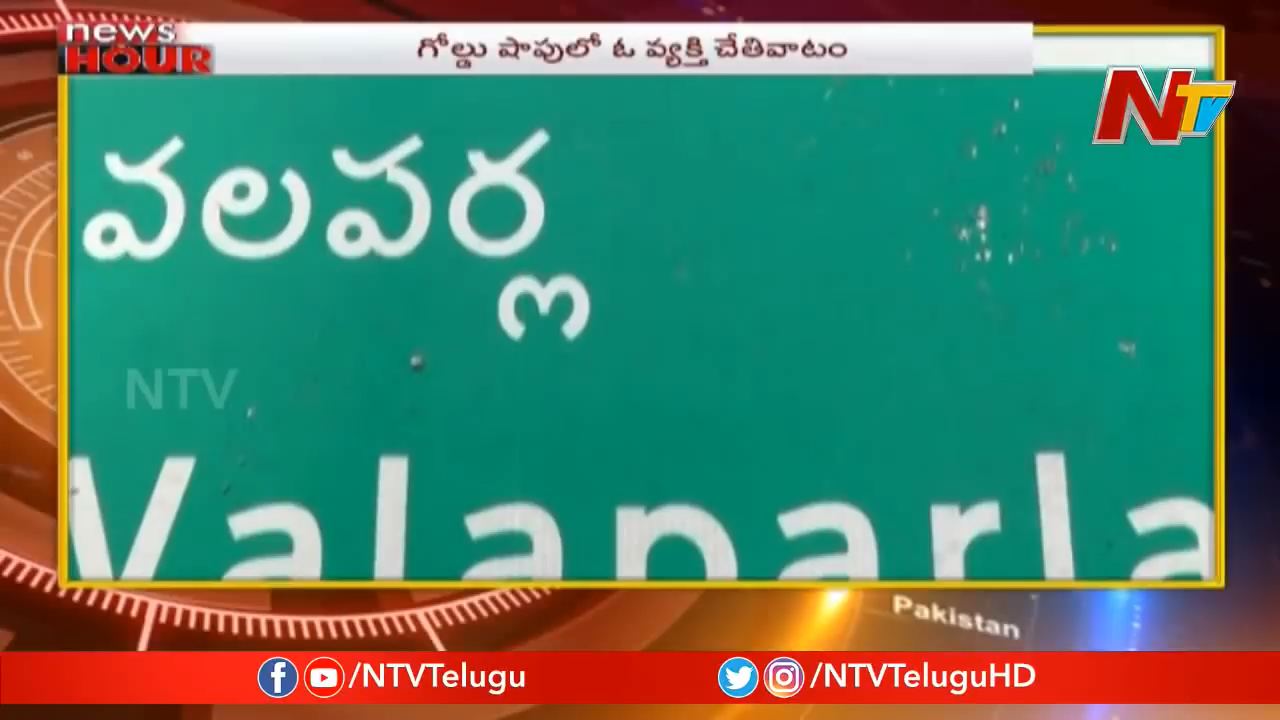 news
HOUR
గోల్డు షాపులో ఓ వ్యక్తి చేతివాటం
NTV
వలపర్ల
NTV
Valaparla
Pakistan
/NTVTelugu
/NTVTeluguHD